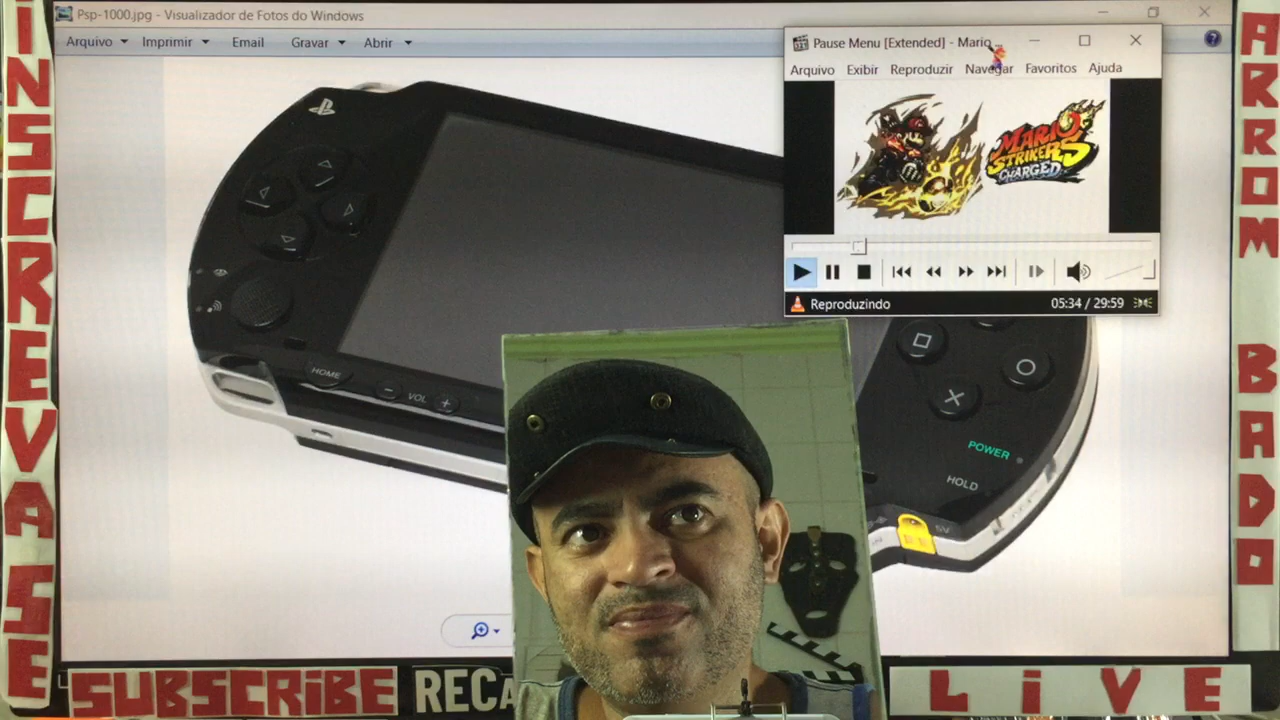 Psp-1000.jpg - Visualizador de Fotos do Windows
Arquivo Imprimir Email Gravar Abrir
Pause Menu [Extended] - Mario
Arquivo Exibir Reproduzir Navegar Favoritos Ajuda
MARIO
STRIKERS
CHARGED
Reproduzindo 05:34 / 29:59
HOME
VOL
POWER
HOLD
5V
INSCREVASE
ARROMBADO
SUBSCRiBE
RECA
LiVE